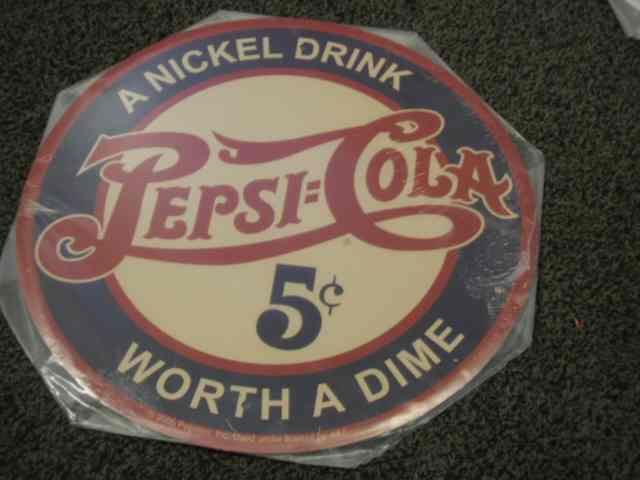 A NICKEL DRINK
PEPSI=COLA
5¢
WORTH A DIME